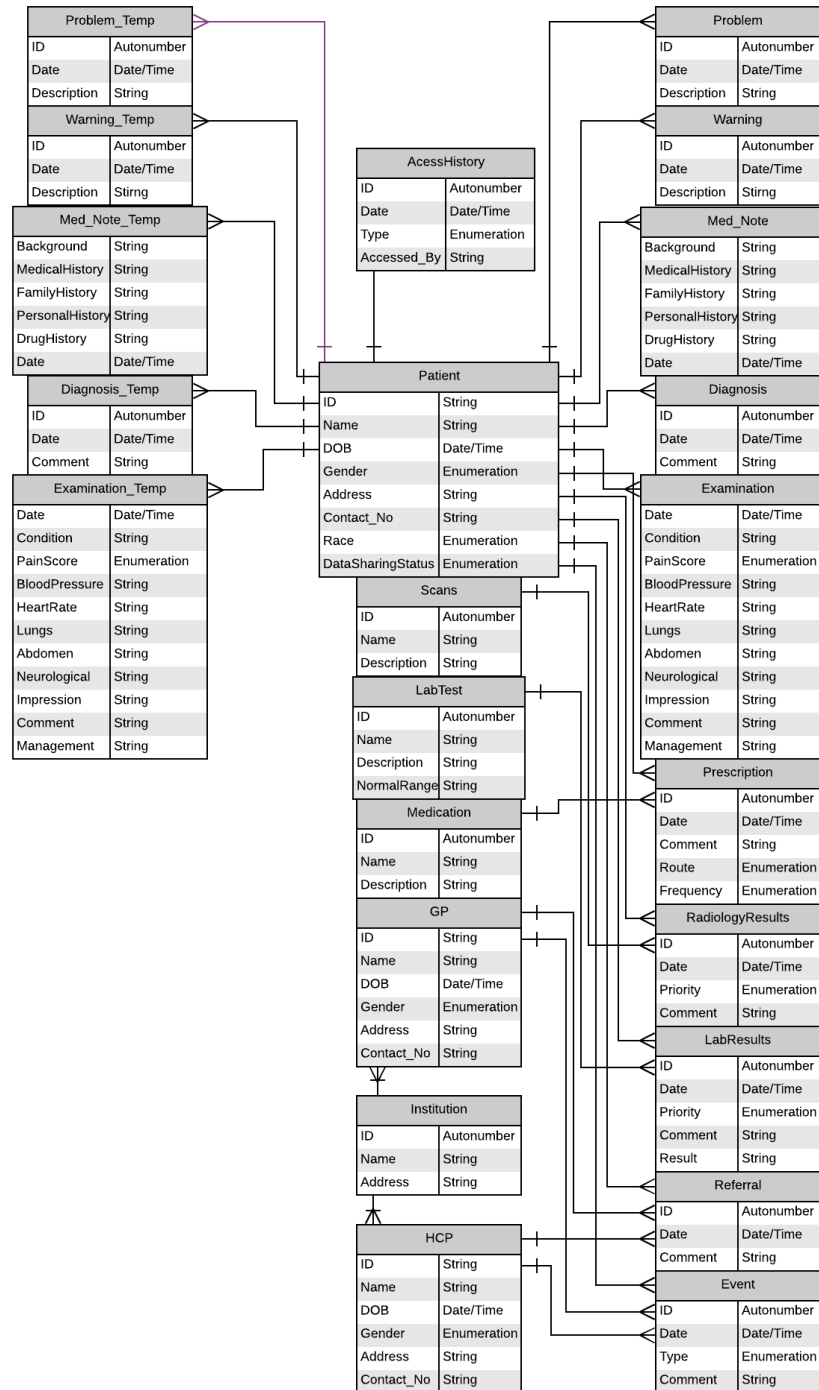 Problem_Temp
ID Autonumber
Date Date/Time
Description String
Warning_Temp
ID Autonumber
Date Date/Time
Description Stirng
Med_Note_Temp
Background String
MedicalHistory String
FamilyHistory String
PersonalHistory String
DrugHistory String
Date Date/Time
Diagnosis_Temp
ID Autonumber
Date Date/Time
Comment String
Examination_Temp
Date Date/Time
Condition String
PainScore Enumeration
BloodPressure String
HeartRate String
Lungs String
Abdomen String
Neurological String
Impression String
Comment String
Management String
AcessHistory
ID Autonumber
Date Date/Time
Type Enumeration
Accessed_By String
Patient
ID String
Name String
DOB Date/Time
Gender Enumeration
Address String
Contact_No String
Race Enumeration
DataSharingStatus Enumeration
Scans
ID Autonumber
Name String
Description String
LabTest
ID Autonumber
Name String
Description String
NormalRange String
Medication
ID Autonumber
Name String
Description String
GP
ID String
Name String
DOB Date/Time
Gender Enumeration
Address String
Contact_No String
Institution
ID Autonumber
Name String
Address String
HCP
ID String
Name String
DOB Date/Time
Gender Enumeration
Address String
Contact_No String
Problem
ID Autonumber
Date Date/Time
Description String
Warning
ID Autonumber
Date Date/Time
Description Stirng
Med_Note
Background String
MedicalHistory String
FamilyHistory String
PersonalHistory String
DrugHistory String
Date Date/Time
Diagnosis
ID Autonumber
Date Date/Time
Comment String
Examination
Date Date/Time
Condition String
PainScore Enumeration
BloodPressure String
HeartRate String
Lungs String
Abdomen String
Neurological String
Impression String
Comment String
Management String
Prescription
ID Autonumber
Date Date/Time
Comment String
Route Enumeration
Frequency Enumeration
RadiologyResults
ID Autonumber
Date Date/Time
Priority Enumeration
Comment String
LabResults
ID Autonumber
Date Date/Time
Priority Enumeration
Comment String
Result String
Referral
ID Autonumber
Date Date/Time
Comment String
Event
ID Autonumber
Date Date/Time
Type Enumeration
Comment String